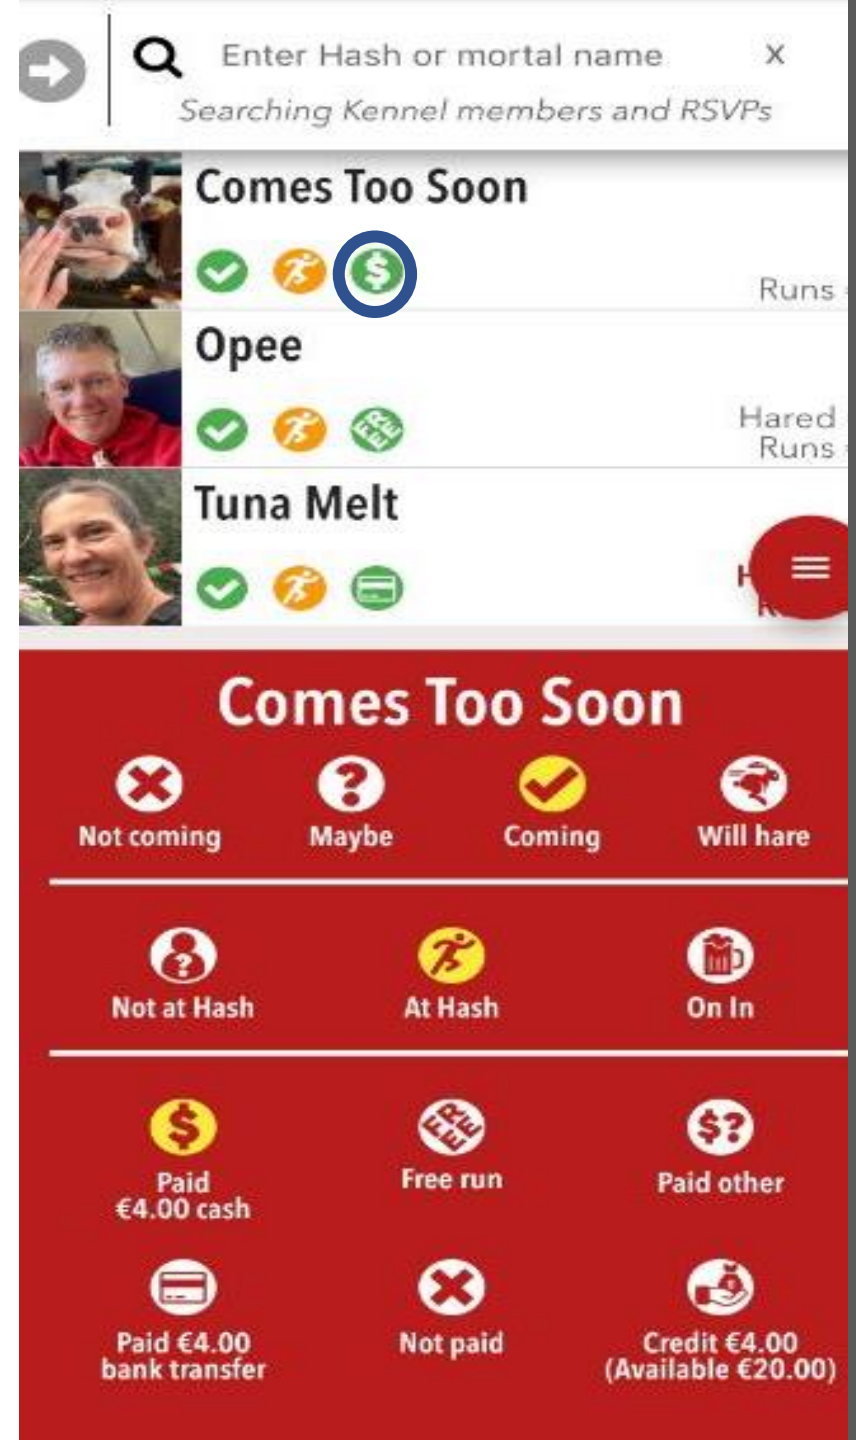 Enter Hash or mortal name X
Searching Kennel members and RSVPs
Comes Too Soon
$
Runs
Opee
FREE
Hared
Runs
Tuna Melt
Comes Too Soon
?
Not coming Maybe Coming Will hare
?
Not at Hash At Hash On In
$ FREE $?
Paid
€4.00 cash
Free run
Paid other
Paid €4.00
bank transfer
Not paid
Credit €4.00
(Available €20.00)